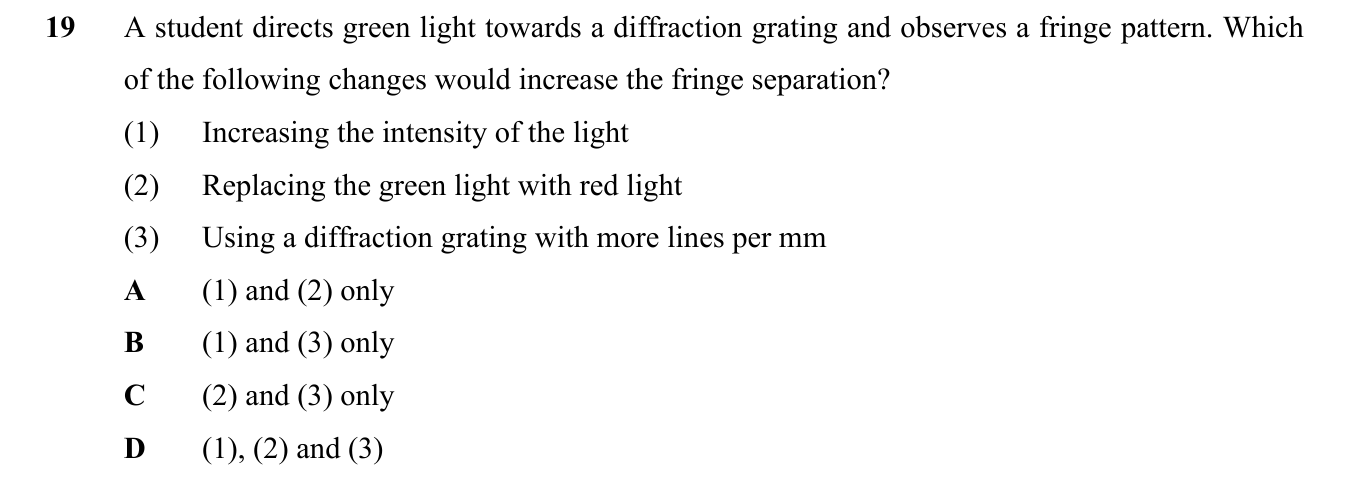 19 A student directs green light towards a diffraction grating and observes a fringe pattern. Which
of the following changes would increase the fringe separation?
(1) Increasing the intensity of the light
(2) Replacing the green light with red light
(3) Using a diffraction grating with more lines per mm
A (1) and (2) only
B (1) and (3) only
C (2) and (3) only
D (1), (2) and (3)